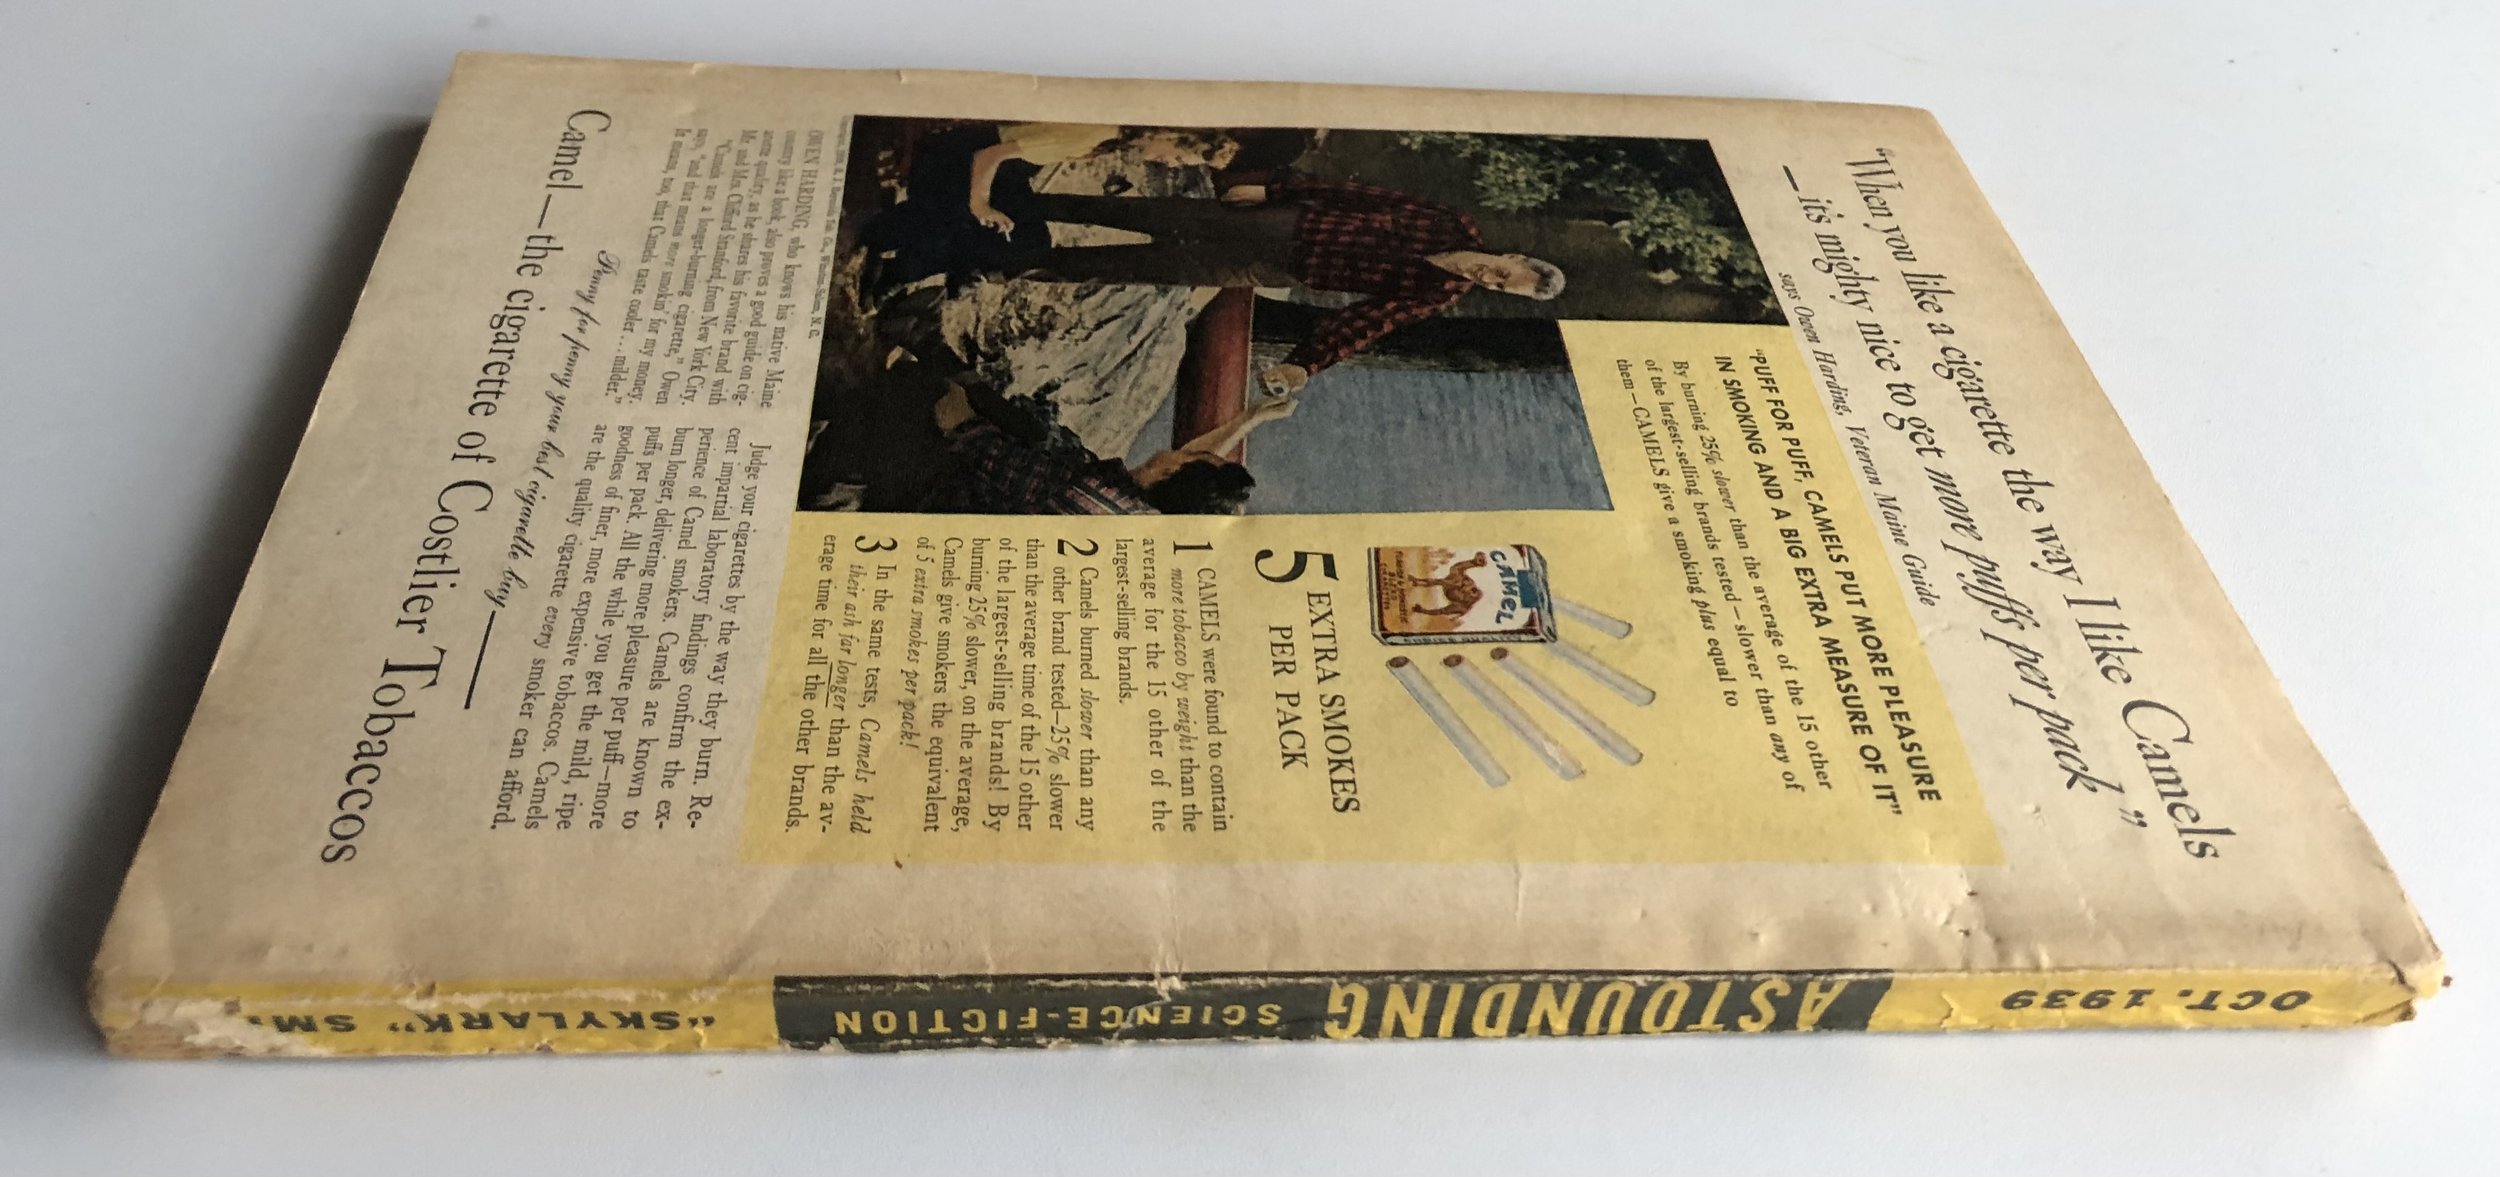 "When you like a cigarette the way I like Camels
—it's mighty nice to get more puffs per pack"
says Owen Harding, Veteran Maine Guide
"PUFF FOR PUFF, CAMELS PUT MORE PLEASURE
IN SMOKING AND A BIG EXTRA MEASURE OF IT"
By burning 25% slower than the average of the 15 other
of the largest-selling brands tested—slower than any of
them—CAMELS give a smoking plus equal to
CAMEL
5 EXTRA SMOKES
PER PACK
1 CAMELS were found to contain
more tobacco by weight than the
average for the 15 other of the
largest-selling brands.
2 Camels burned slower than any
other brand tested—25% slower
than the average time of the 15 other
of the largest-selling brands! By
burning 25% slower, on the average,
Camels give smokers the equivalent
of 5 extra smokes per pack!
3 In the same tests, Camels held
their ash far longer than the av-
erage time for all the other brands.
OWEN HARDING, who knows his native Maine
country like a book, also proves a good guide on cig-
arette quality, as he shares his favorite brand with
Mr. and Mrs. Clifford Stanford, from New York City.
"Camels are a longer-burning cigarette," Owen
says, "and that means more smokin' for my money.
It means, too, that Camels taste cooler...milder."
Judge your cigarettes by the way they burn. Re-
cent impartial laboratory findings confirm the ex-
perience of Camel smokers. Camels are known to
burn longer, delivering more pleasure per puff—more
puffs per pack. All the while you get the mild, ripe
goodness of finer, more expensive tobaccos. Camels
are the quality cigarette every smoker can afford.
Penny for penny your best cigarette buy
Camel—the cigarette of Costlier Tobaccos
OCT. 1939
ASTOUNDING
SCIENCE-FICTION
"SKYLARK" SM